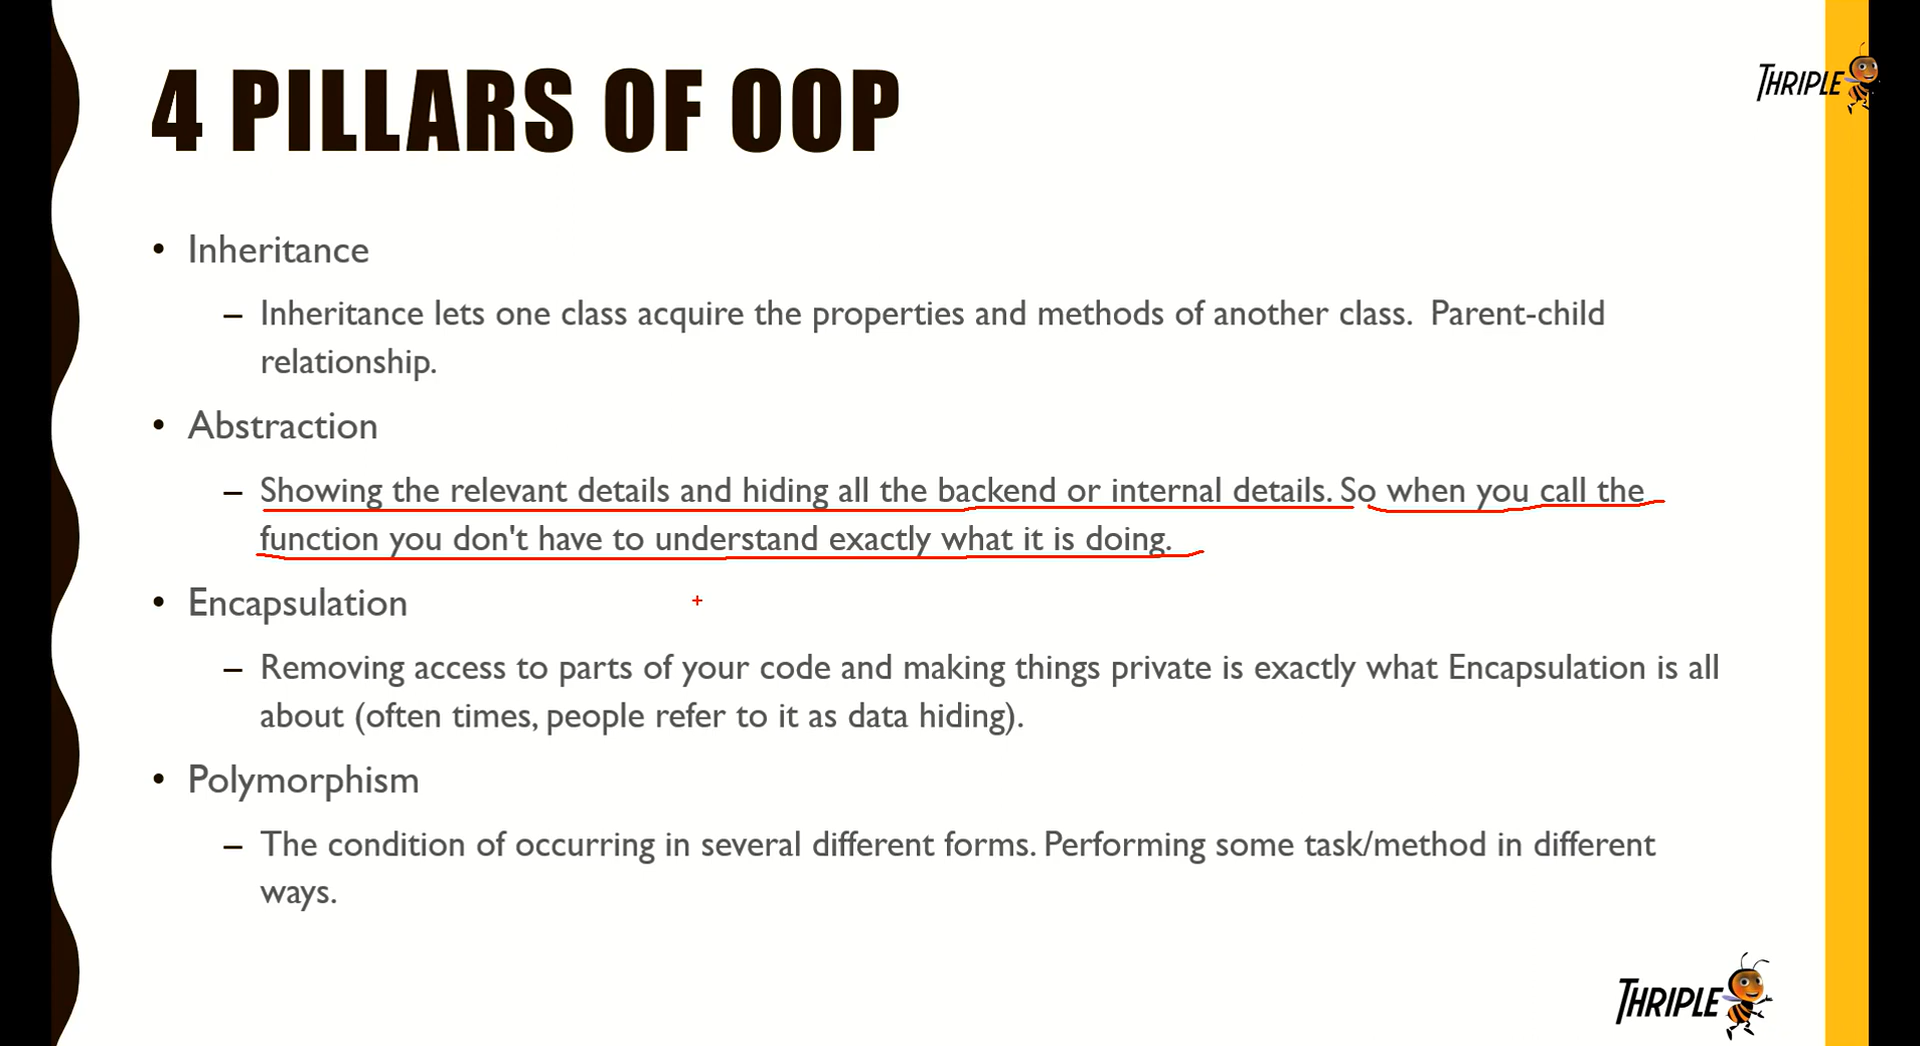 4 PILLARS OF OOP
THRIPLE
• Inheritance
– Inheritance lets one class acquire the properties and methods of another class.  Parent-child
relationship.
• Abstraction
– Showing the relevant details and hiding all the backend or internal details. So when you call the
function you don't have to understand exactly what it is doing.
• Encapsulation
– Removing access to parts of your code and making things private is exactly what Encapsulation is all
about (often times, people refer to it as data hiding).
• Polymorphism
– The condition of occurring in several different forms. Performing some task/method in different
ways.
THRIPLE